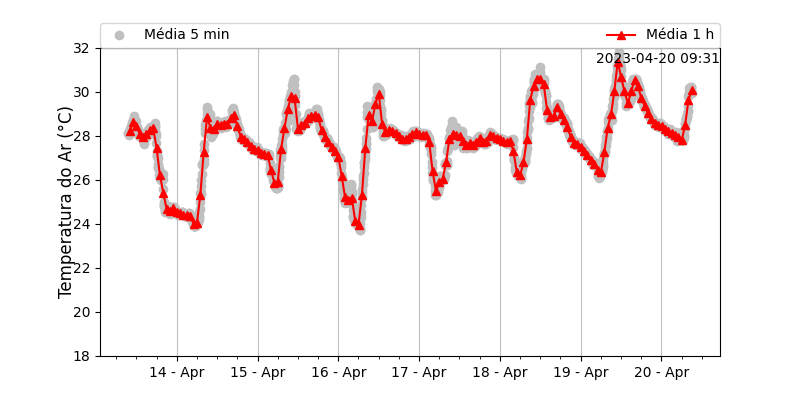 Média 5 min
Média 1 h
2023-04-20 09:31
Temperatura do Ar (°C)
32
30
28
26
24
22
20
18
14 - Apr
15 - Apr
16 - Apr
17 - Apr
18 - Apr
19 - Apr
20 - Apr